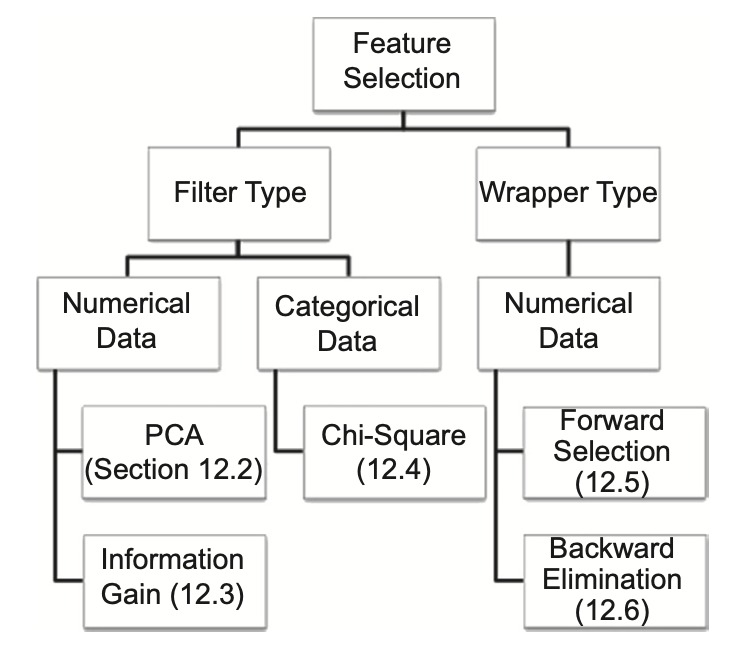 Feature
Selection
Filter Type
Wrapper Type
Numerical
Data
Categorical
Data
Numerical
Data
PCA
(Section 12.2)
Chi-Square
(12.4)
Forward
Selection
(12.5)
Information
Gain (12.3)
Backward
Elimination
(12.6)